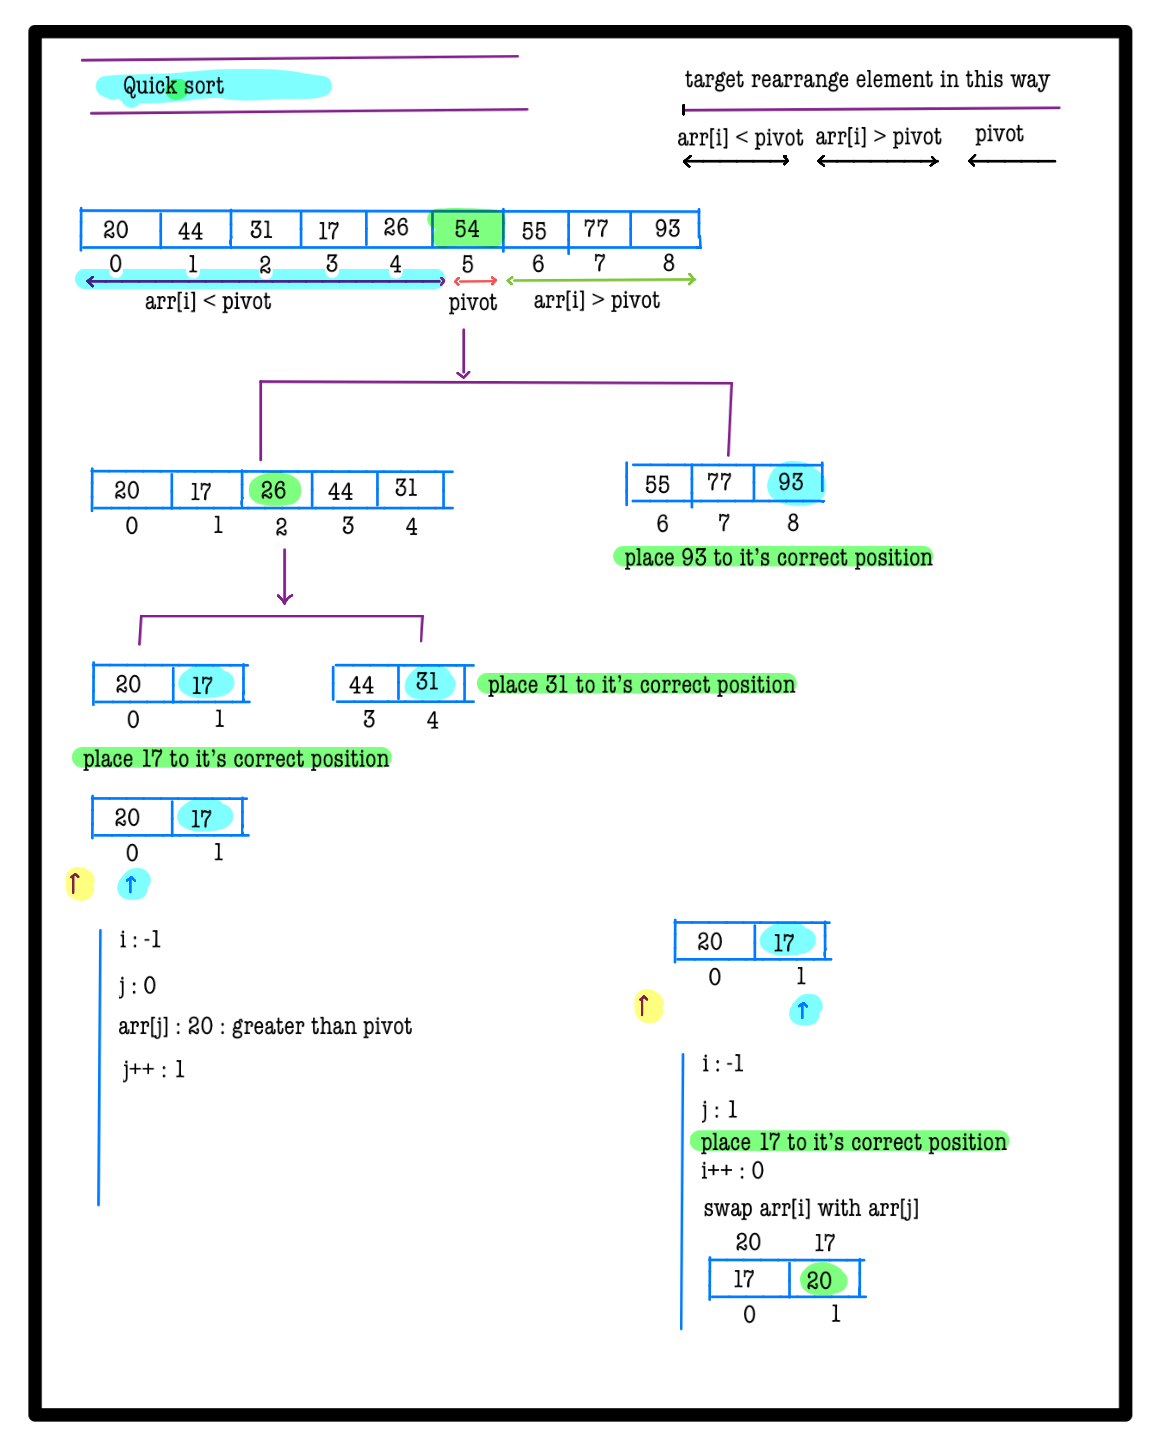 Quick sort
target rearrange element in this way
arr[i] < pivot arr[i] > pivot pivot
20 44 31 17 26 54 55 77 93
0 1 2 3 4 5 6 7 8
arr[i] < pivot pivot arr[i] > pivot
20 17 26 44 31
0 1 2 3 4
55 77 93
6 7 8
place 93 to it's correct position
20 17
0 1
44 31
3 4
place 31 to it's correct position
place 17 to it's correct position
20 17
0 1
i : -1
j : 0
arr[j] : 20 : greater than pivot
j++ : 1
20 17
0 1
i : -1
j : 1
place 17 to it's correct position
i++ : 0
swap arr[i] with arr[j]
20 17
17 20
0 1